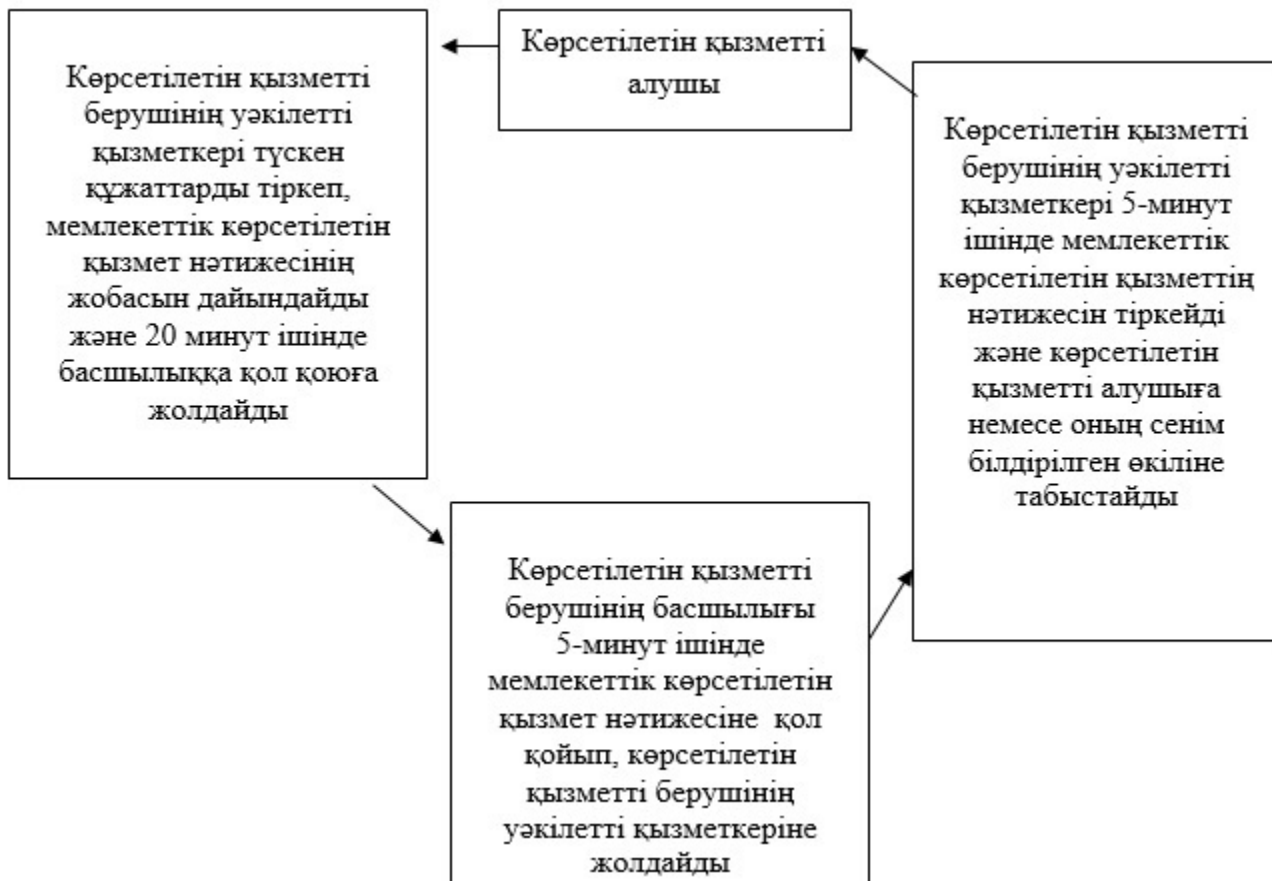 Көрсетілетін қызметті
алушы
Көрсетілетін қызметті
берушінің уәкілетті
қызметкері түскен
құжаттарды тіркеп,
мемлекеттік көрсетілетін
қызмет нәтижесінің
жобасын дайындайды
және 20 минут ішінде
басшылыққа қол қоюға
жолдайды
Көрсетілетін қызметті
берушінің басшылығы
5-минут ішінде
мемлекеттік көрсетілетін
қызмет нәтижесіне қол
қойып, көрсетілетін
қызметті берушінің
уәкілетті қызметкеріне
жолдайды
Көрсетілетін қызметті
берушінің уәкілетті
қызметкері 5-минут
ішінде мемлекеттік
көрсетілетін қызметтің
нәтижесін тіркейді
және көрсетілетін
қызметті алушыға
немесе оның сенім
білдірілген өкіліне
табыстайды